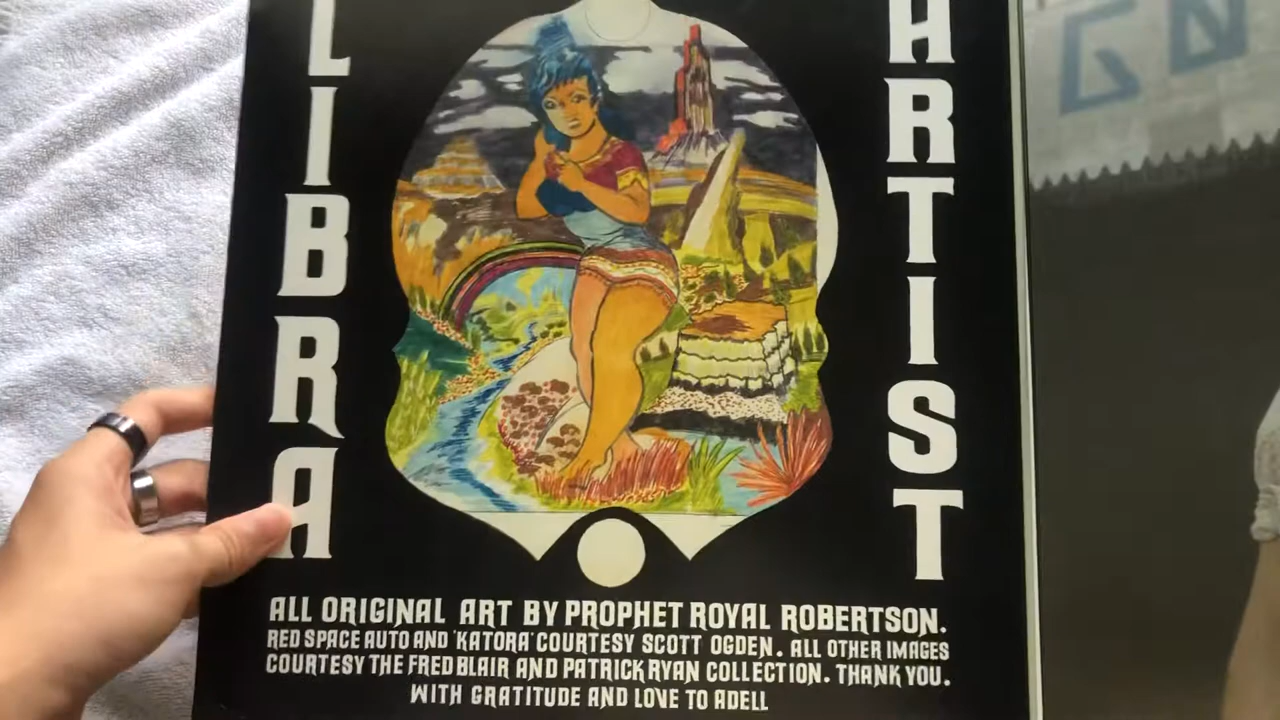 LIBRA
ARTIST
ALL ORIGINAL ART BY PROPHET ROYAL ROBERTSON.
RED SPACE AUTO AND 'KATORA' COURTESY SCOTT OGDEN. ALL OTHER IMAGES
COURTESY THE FRED BLAIR AND PATRICK RYAN COLLECTION. THANK YOU.
WITH GRATITUDE AND LOVE TO ADELL